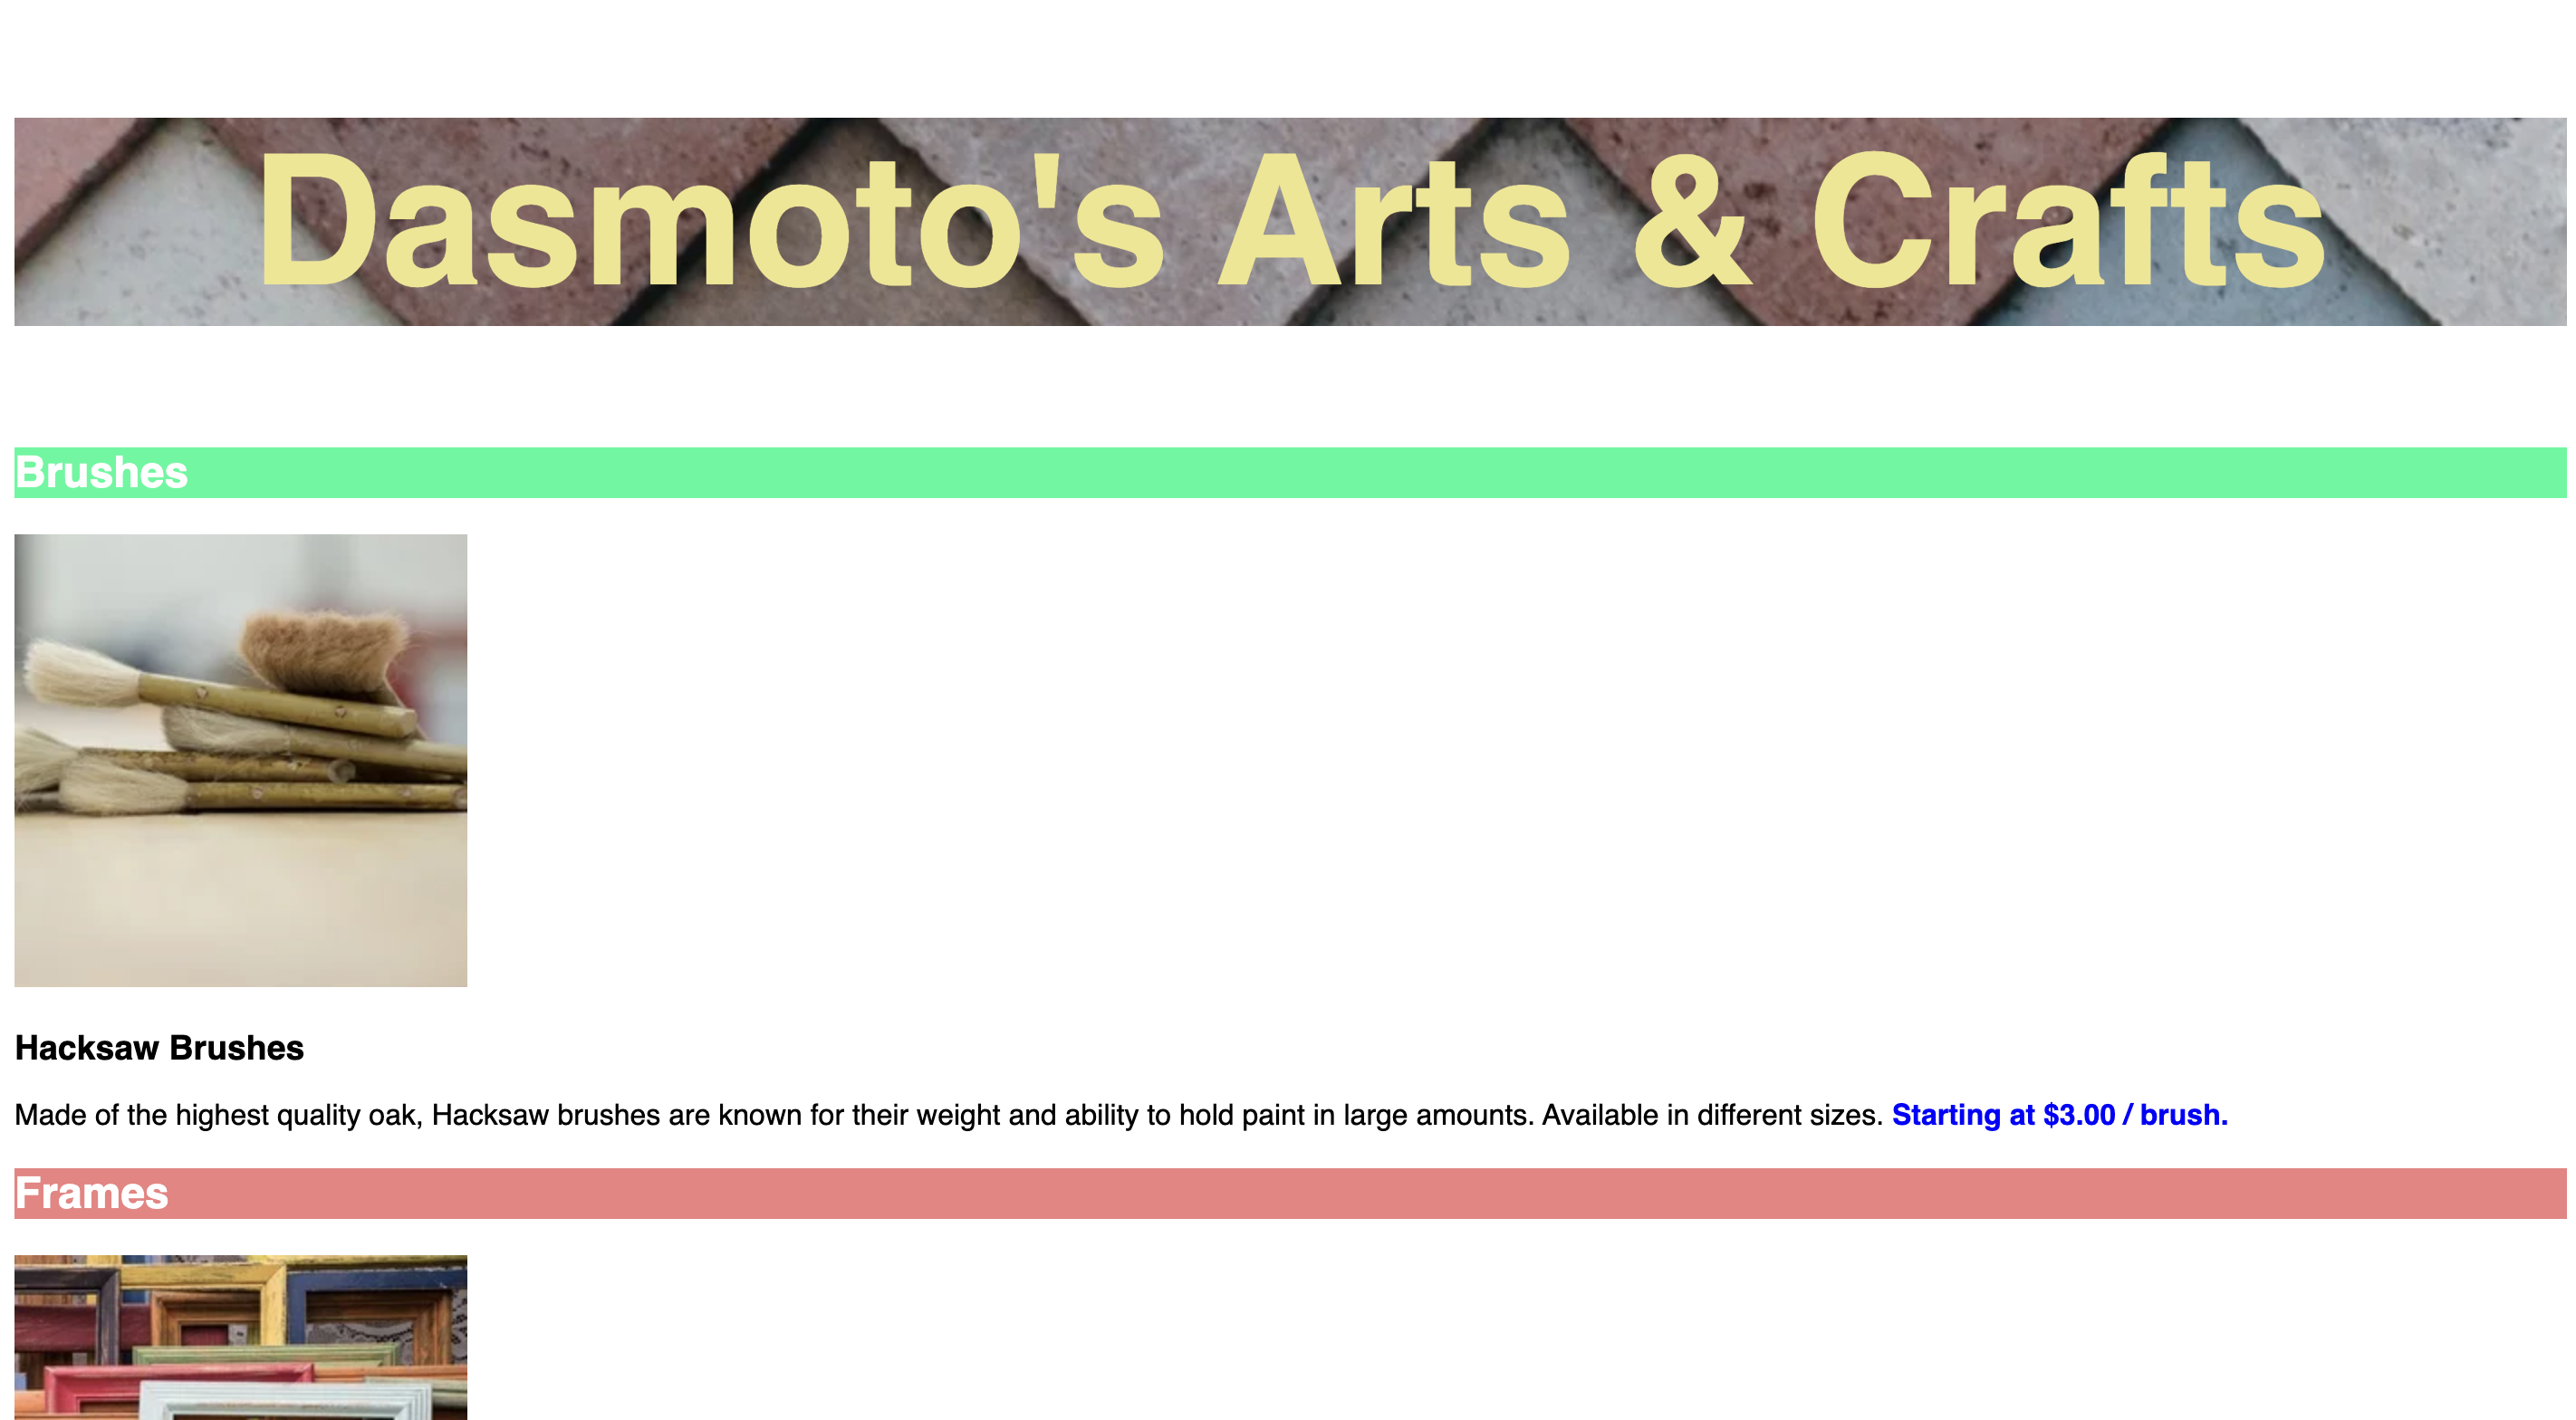 Dasmoto's Arts & Crafts
Brushes
Hacksaw Brushes
Made of the highest quality oak, Hacksaw brushes are known for their weight and ability to hold paint in large amounts. Available in different sizes. Starting at $3.00 / brush.
Frames